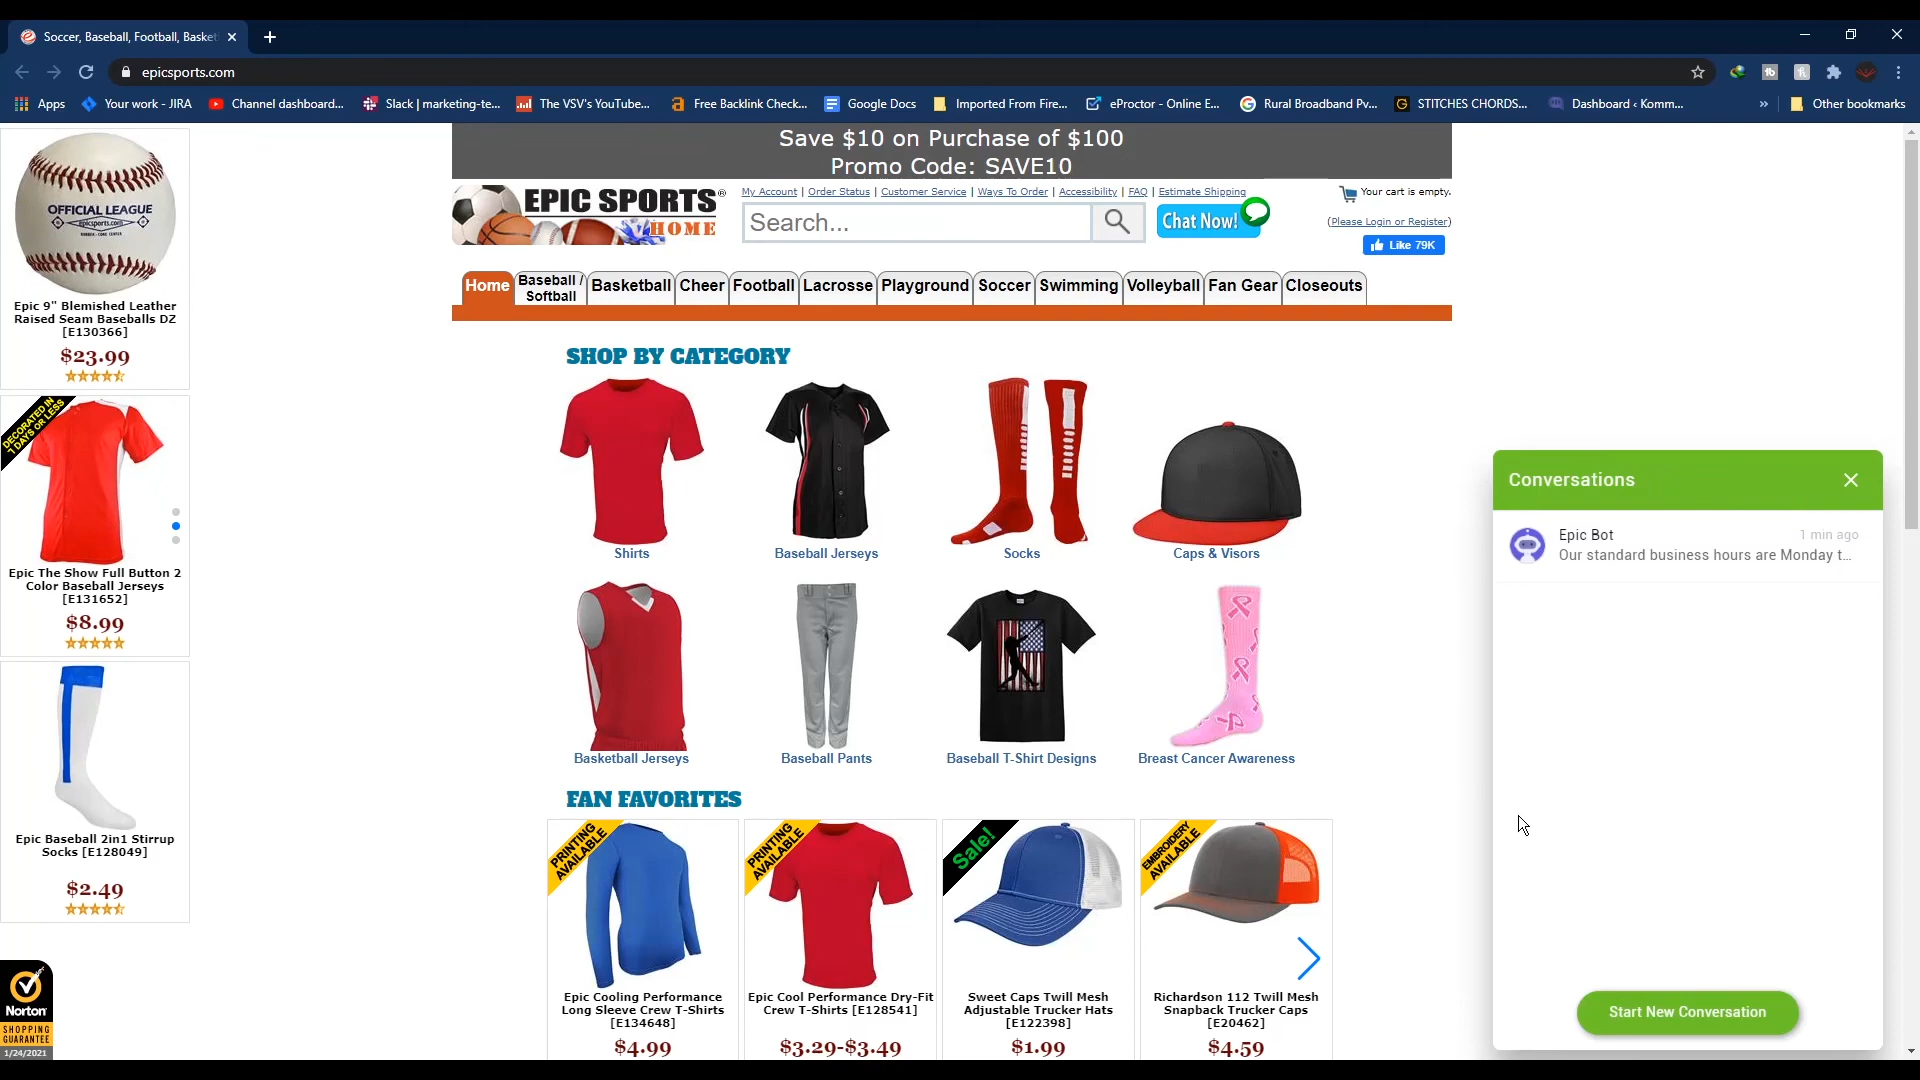 Soccer, Baseball, Football, Basket
epicsports.com
Apps
Your work - JIRA
Channel dashboard...
Slack | marketing-te...
The VSV's YouTube...
Free Backlink Check...
Google Docs
Imported From Fire...
eProctor - Online E...
Rural Broadband Pv...
STITCHES CHORDS...
Dashboard ‹ Komm...
»
Other bookmarks
Save $10 on Purchase of $100
Promo Code: SAVE10
EPIC SPORTS®
HOME
My Account | Order Status | Customer Service | Ways To Order | Accessibility | FAQ | Estimate Shipping
Search...
Chat Now!
Your cart is empty.
(Please Login or Register)
Like 79K
Home
Baseball / Softball
Basketball
Cheer
Football
Lacrosse
Playground
Soccer
Swimming
Volleyball
Fan Gear
Closeouts
OFFICIAL LEAGUE
epicsports.com
RUBBER - CORK CENTER
Epic 9" Blemished Leather
Raised Seam Baseballs DZ
[E130366]
$23.99
DECORATED IN
7 DAYS OR LESS
Epic The Show Full Button 2
Color Baseball Jerseys
[E131652]
$8.99
Epic Baseball 2in1 Stirrup
Socks [E128049]
$2.49
Norton
SHOPPING
GUARANTEE
1/24/2021
SHOP BY CATEGORY
Shirts
Baseball Jerseys
Socks
Caps & Visors
Basketball Jerseys
Baseball Pants
Baseball T-Shirt Designs
Breast Cancer Awareness
FAN FAVORITES
PRINTING
AVAILABLE
Epic Cooling Performance
Long Sleeve Crew T-Shirts
[E134648]
$4.99
PRINTING
AVAILABLE
Epic Cool Performance Dry-Fit
Crew T-Shirts [E128541]
$3.29-$3.49
Sale!
Sweet Caps Twill Mesh
Adjustable Trucker Hats
[E122398]
$1.99
EMBROIDERY
AVAILABLE
Richardson 112 Twill Mesh
Snapback Trucker Caps
[E20462]
$4.59
Conversations
Epic Bot
1 min ago
Our standard business hours are Monday t...
Start New Conversation